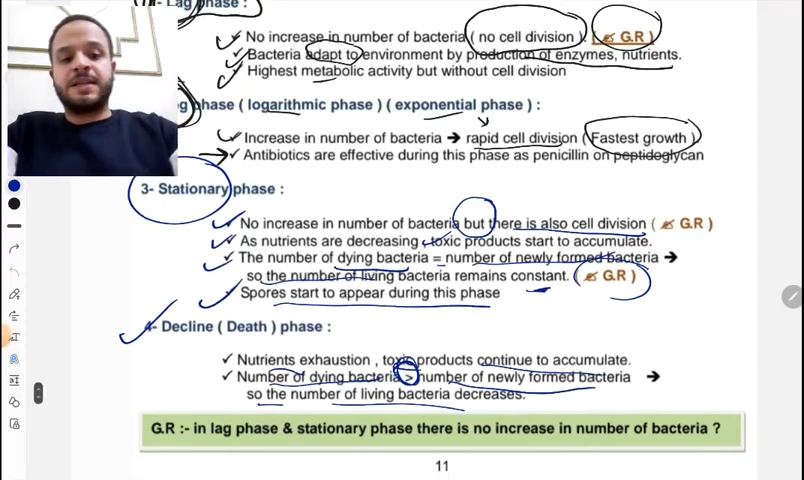 Lag phase :
No increase in number of bacteria ( no cell division ). ( G.R )
Bacteria adapt to environment by production of enzymes, nutrients.
Highest metabolic activity but without cell division
phase ( logarithmic phase ) ( exponential phase ) :
Increase in number of bacteria → rapid cell division ( Fastest growth )
Antibiotics are effective during this phase as penicillin on peptidoglycan
3- Stationary phase :
No increase in number of bacteria but there is also cell division ( G.R )
As nutrients are decreasing , toxic products start to accumulate.
The number of dying bacteria = number of newly formed bacteria →
so the number of living bacteria remains constant. ( G.R )
Spores start to appear during this phase
4- Decline ( Death ) phase :
Nutrients exhaustion , toxic products continue to accumulate.
Number of dying bacteria > number of newly formed bacteria →
so the number of living bacteria decreases.
G.R :- in lag phase & stationary phase there is no increase in number of bacteria ?
11